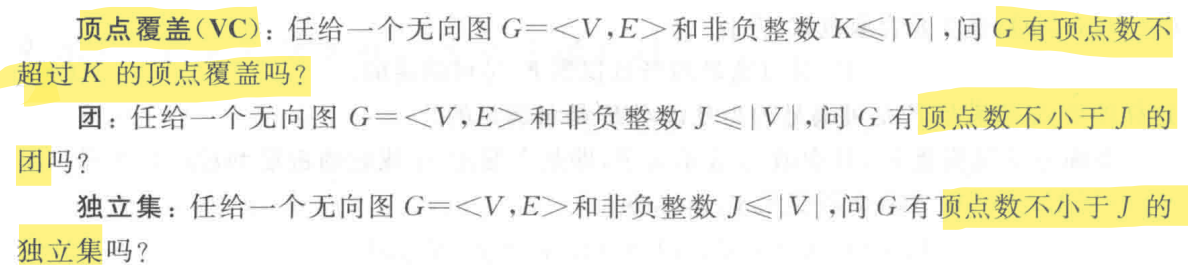 顶点覆盖(VC)：任给一个无向图 G=<V,E>和非负整数 K≤|V|,问 G 有顶点数不
超过 K 的顶点覆盖吗?
团：任给一个无向图 G=<V,E>和非负整数 J≤|V|,问 G 有顶点数不小于 J 的
团吗?
独立集：任给一个无向图 G=<V,E>和非负整数 J≤|V|,问 G 有顶点数不小于 J 的
独立集吗?